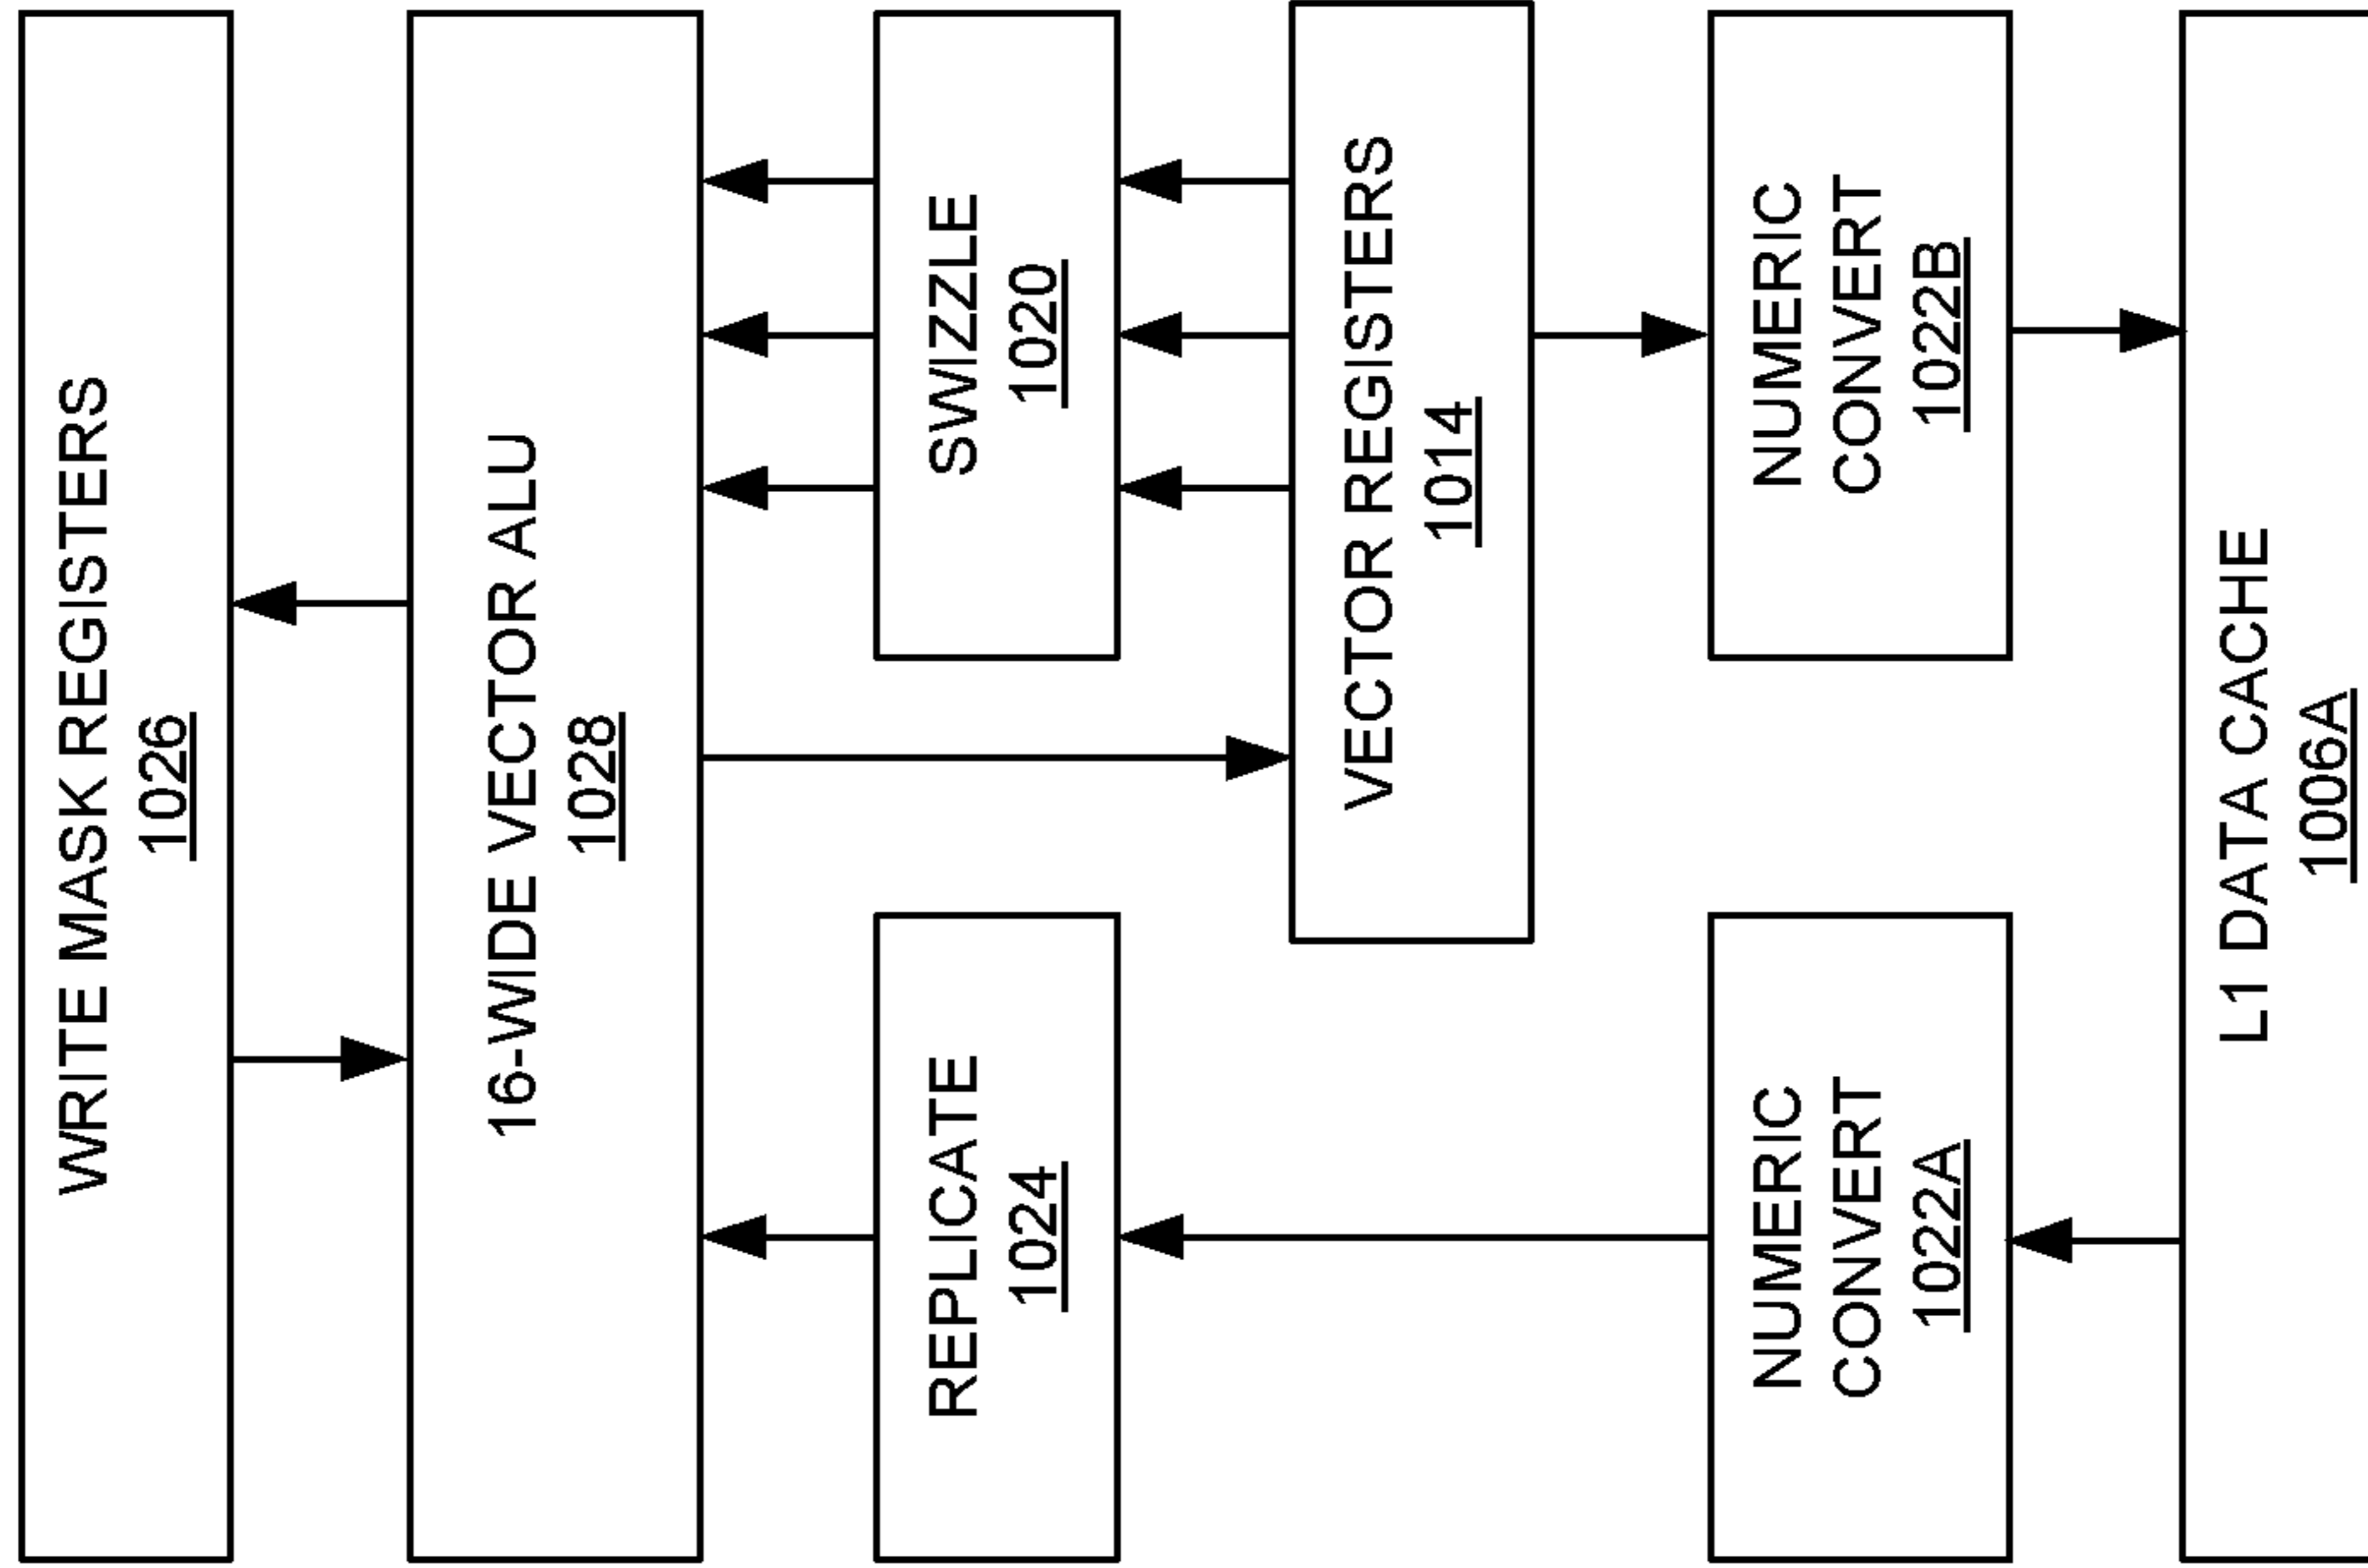 WRITE MASK REGISTERS
1026
16-WIDE VECTOR ALU
1028
REPLICATE
1024
SWIZZLE
1020
VECTOR REGISTERS
1014
NUMERIC
CONVERT
1022A
NUMERIC
CONVERT
1022B
L1 DATA CACHE
1006A